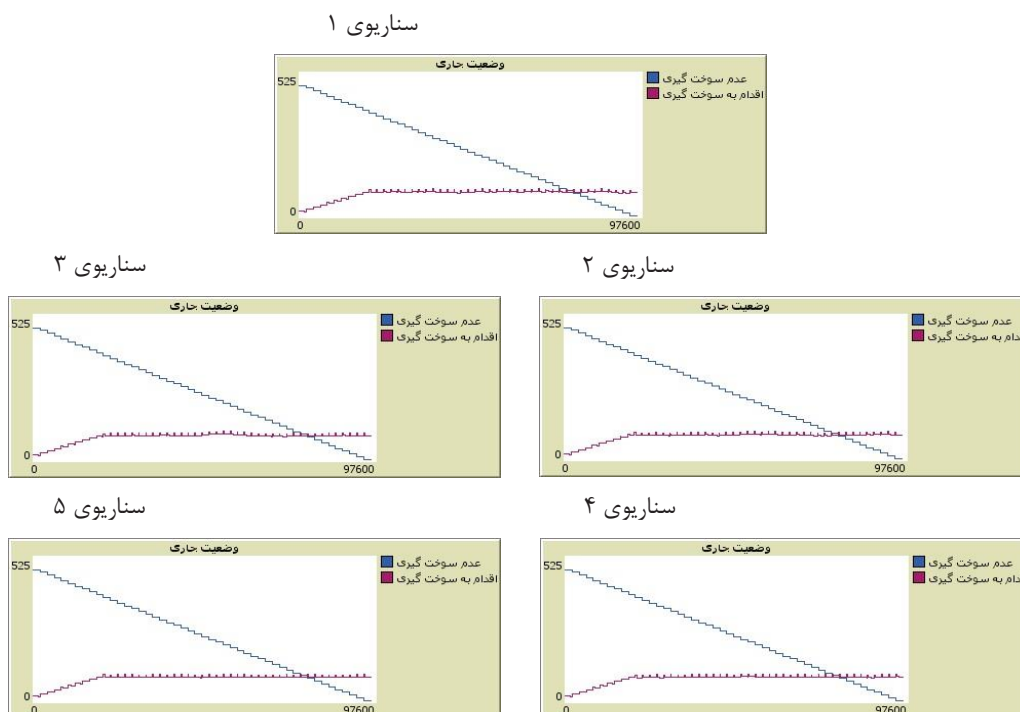 سناریوی ۱
وضعیت جاری
525
عدم سوخت گیری
اقدام به سوخت گیری
0
0
97600
سناریوی ۲
وضعیت جاری
525
عدم سوخت گیری
دام به سوخت گیری
0
0
97600
سناریوی ۳
وضعیت جاری
525
عدم سوخت گیری
اقدام به سوخت گیری
0
0
97600
سناریوی ۴
وضعیت جاری
525
عدم سوخت گیری
دام به سوخت گیری
0
0
97600
سناریوی ۵
وضعیت جاری
525
عدم سوخت گیری
اقدام به سوخت گیری
0
0
97600